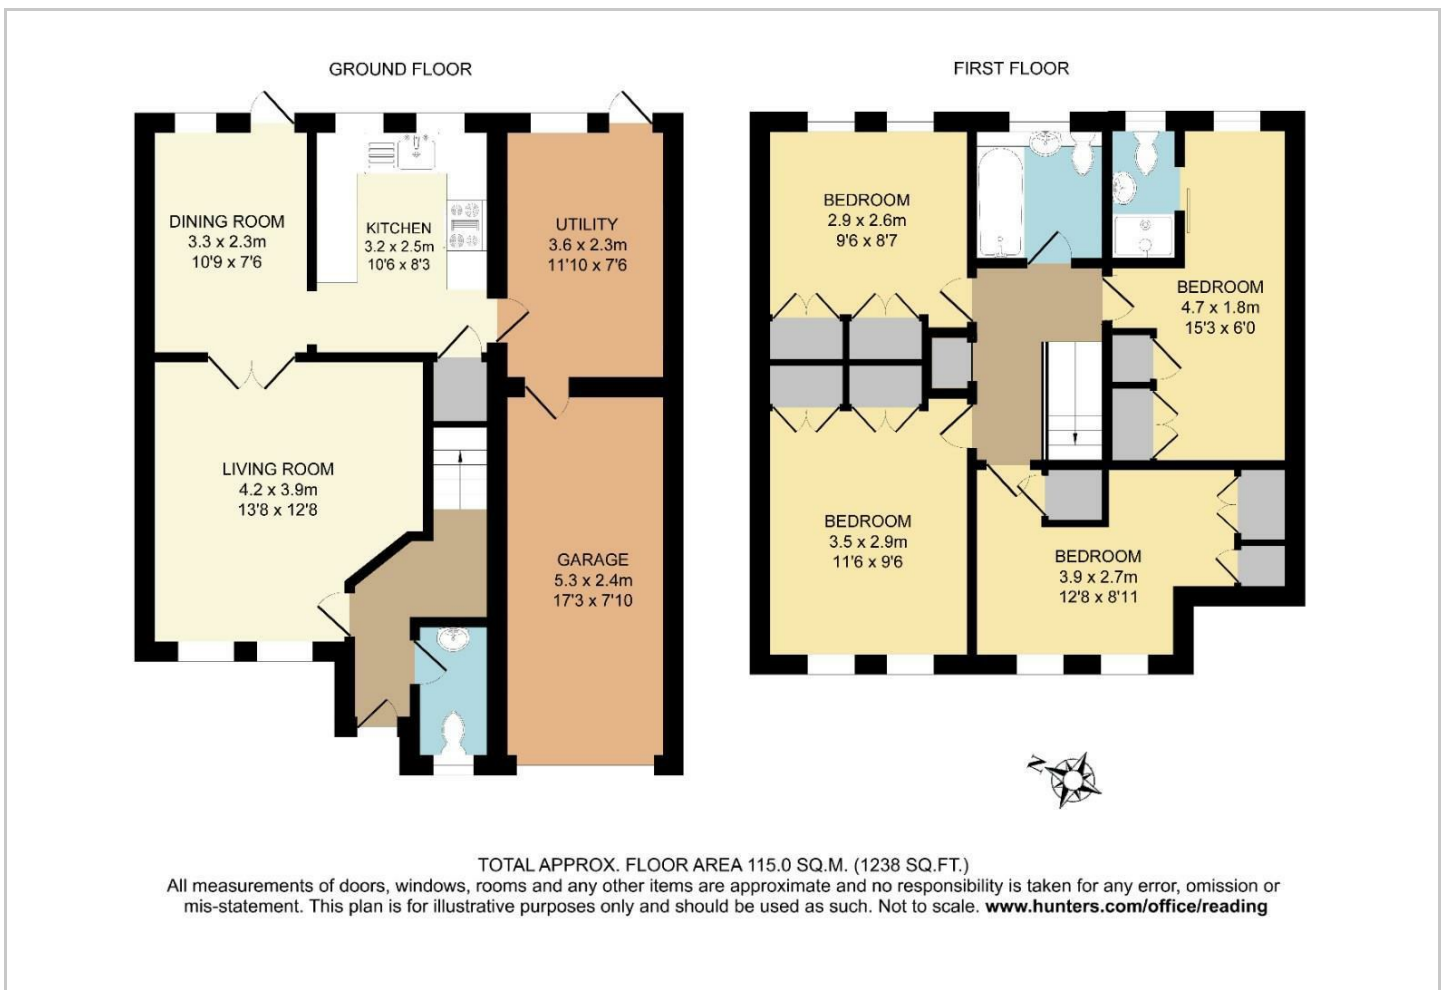 GROUND FLOOR
DINING ROOM
3.3 x 2.3m
10'9 x 7'6
KITCHEN
3.2 x 2.5m
10'6 x 8'3
UTILITY
3.6 x 2.3m
11'10 x 7'6
LIVING ROOM
4.2 x 3.9m
13'8 x 12'8
GARAGE
5.3 x 2.4m
17'3 x 7'10
FIRST FLOOR
BEDROOM
2.9 x 2.6m
9'6 x 8'7
BEDROOM
4.7 x 1.8m
15'3 x 6'0
BEDROOM
3.5 x 2.9m
11'6 x 9'6
BEDROOM
3.9 x 2.7m
12'8 x 8'11
N
TOTAL APPROX. FLOOR AREA 115.0 SQ.M. (1238 SQ.FT.)
All measurements of doors, windows, rooms and any other items are approximate and no responsibility is taken for any error, omission or
mis-statement. This plan is for illustrative purposes only and should be used as such. Not to scale. www.hunters.com/office/reading